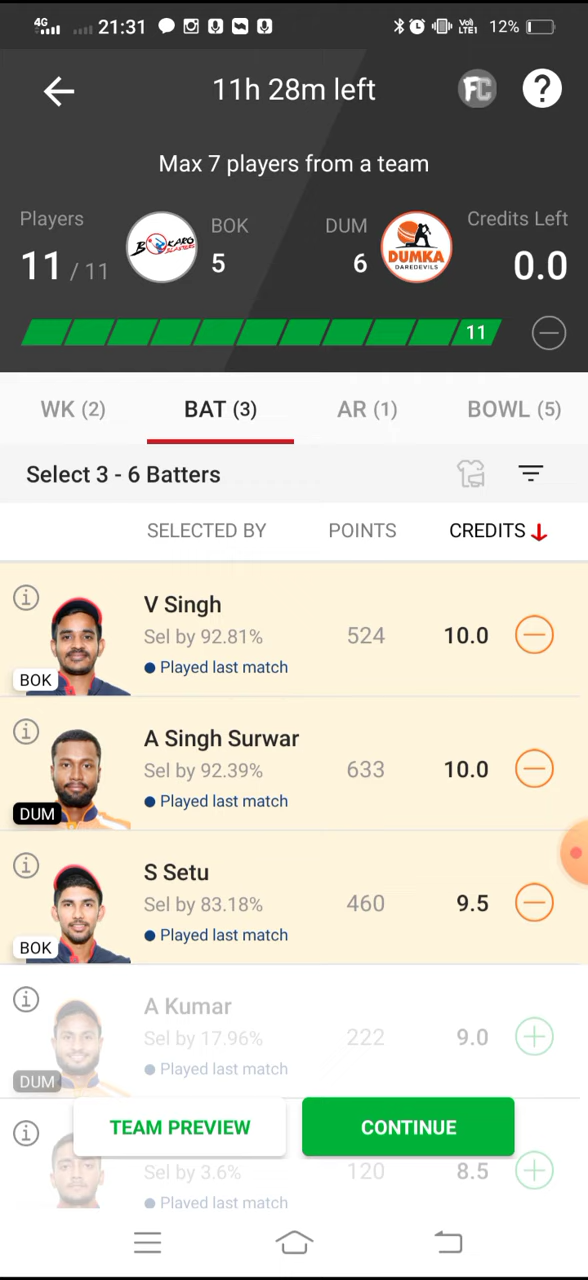 4G 21:31 Vol) LTE1 12%
11h 28m left FC ?
Max 7 players from a team
Players BOK DUM Credits Left
11 / 11 BOKARO BLASTERS 5 6 DUMKA DAREDEVILS 0.0
11
WK (2) BAT (3) AR (1) BOWL (5)
Select 3 - 6 Batters
SELECTED BY POINTS CREDITS
V Singh
Sel by 92.81% 524 10.0
Played last match
BOK
A Singh Surwar
Sel by 92.39% 633 10.0
Played last match
DUM
S Setu
Sel by 83.18% 460 9.5
Played last match
BOK
A Kumar
Sel by 17.96% 222 9.0
Played last match
DUM
TEAM PREVIEW CONTINUE
Sel by 3.6% 120 8.5
Played last match